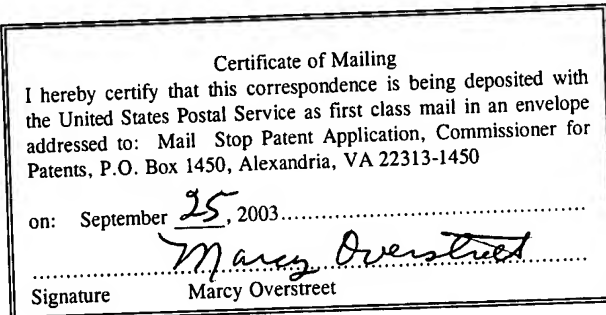 Certificate of Mailing
I hereby certify that this correspondence is being deposited with
the United States Postal Service as first class mail in an envelope
addressed to: Mail Stop Patent Application, Commissioner for
Patents, P.O. Box 1450, Alexandria, VA 22313-1450
on: September 25, 2003..........................................................
Marcy Overstreet
Signature Marcy Overstreet